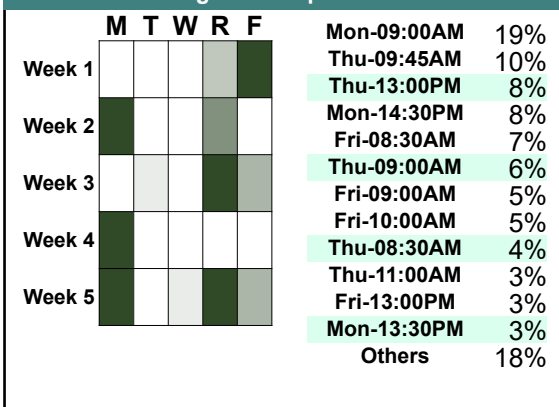 M T W R F
Week 1
Week 2
Week 3
Week 4
Week 5
Mon-09:00AM 19%
Thu-09:45AM 10%
Thu-13:00PM 8%
Mon-14:30PM 8%
Fri-08:30AM 7%
Thu-09:00AM 6%
Fri-09:00AM 5%
Fri-10:00AM 5%
Thu-08:30AM 4%
Thu-11:00AM 3%
Fri-13:00PM 3%
Mon-13:30PM 3%
Others 18%